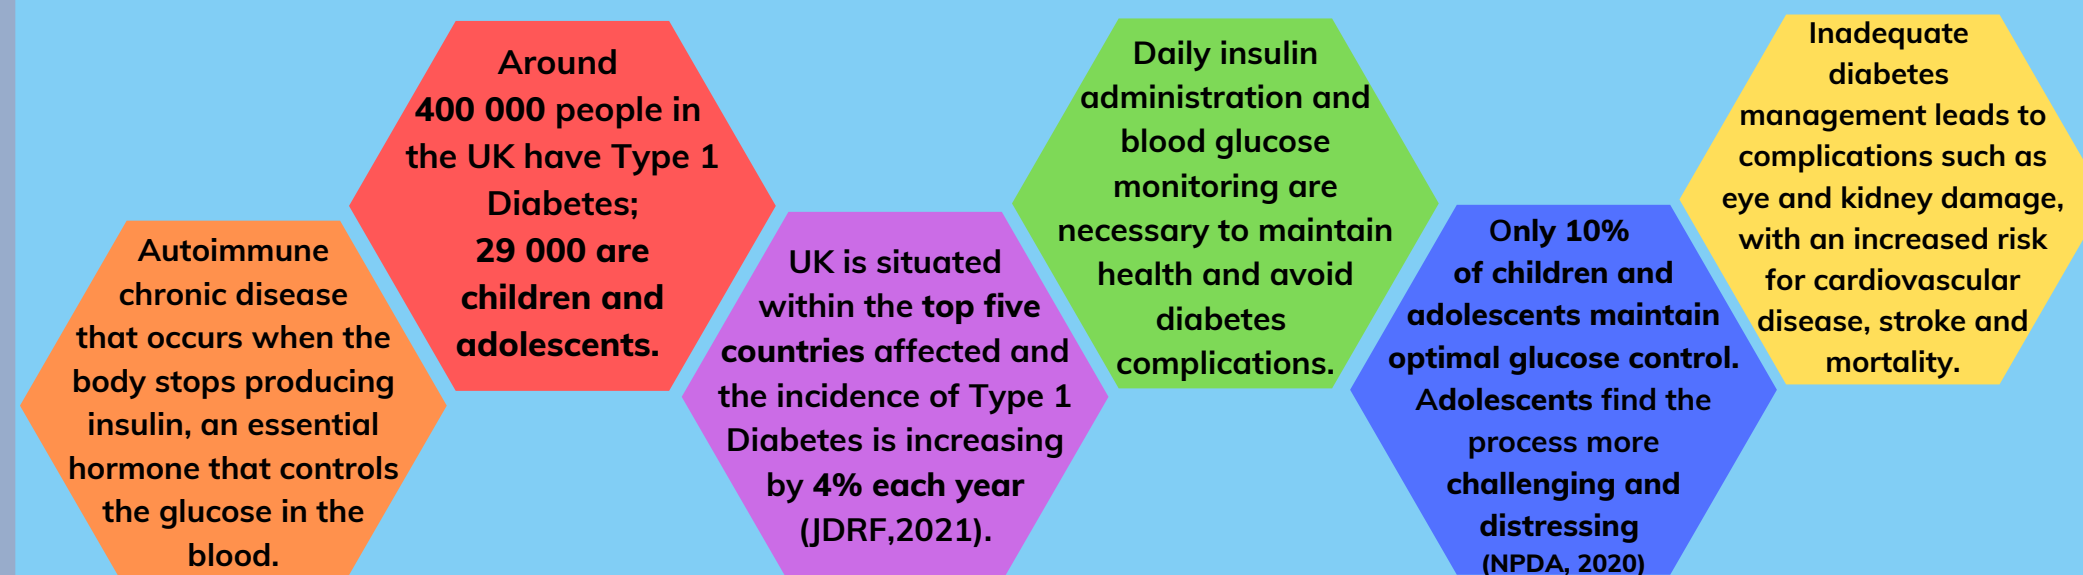 Autoimmune
chronic disease
that occurs when the
body stops producing
insulin, an essential
hormone that controls
the glucose in the
blood.
Around
400 000 people in
the UK have Type 1
Diabetes;
29 000 are
children and
adolescents.
UK is situated
within the top five
countries affected and
the incidence of Type 1
Diabetes is increasing
by 4% each year
(JDRF,2021).
Daily insulin
administration and
blood glucose
monitoring are
necessary to maintain
health and avoid
diabetes
complications.
Only 10%
of children and
adolescents maintain
optimal glucose control.
Adolescents find the
process more
challenging and
distressing
(NPDA, 2020)
Inadequate
diabetes
management leads to
complications such as
eye and kidney damage,
with an increased risk
for cardiovascular
disease, stroke and
mortality.